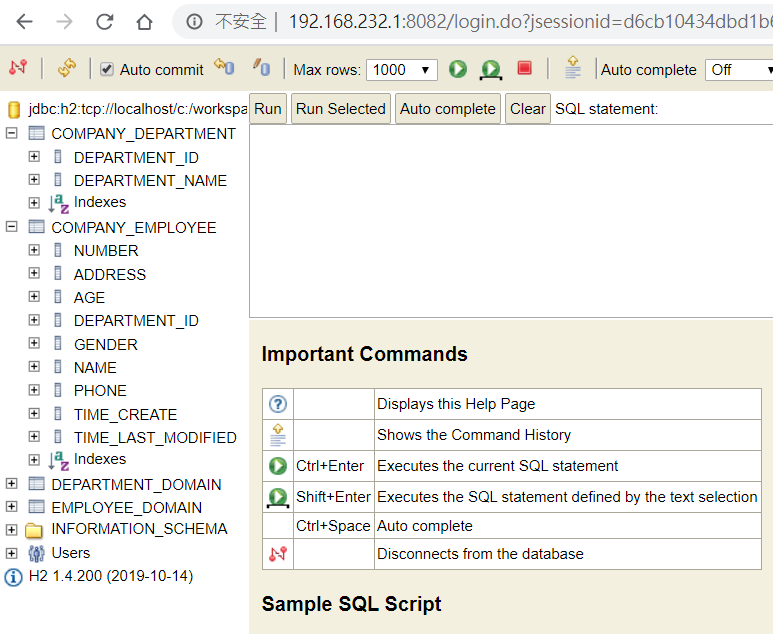 不安全 192.168.232.1:8082/login.do?jsessionid=d6cb10434dbd1b6
Auto commit Max rows: 1000 Auto complete Off
jdbc:h2:tcp://localhost/c:/workspa
Run Run Selected Auto complete Clear SQL statement:
COMPANY_DEPARTMENT
DEPARTMENT_ID
DEPARTMENT_NAME
Indexes
COMPANY_EMPLOYEE
NUMBER
ADDRESS
AGE
DEPARTMENT_ID
GENDER
NAME
PHONE
TIME_CREATE
TIME_LAST_MODIFIED
Indexes
DEPARTMENT_DOMAIN
EMPLOYEE_DOMAIN
INFORMATION_SCHEMA
Users
H2 1.4.200 (2019-10-14)
Important Commands
Displays this Help Page
Shows the Command History
Ctrl+Enter Executes the current SQL statement
Shift+Enter Executes the SQL statement defined by the text selection
Ctrl+Space Auto complete
Disconnects from the database
Sample SQL Script